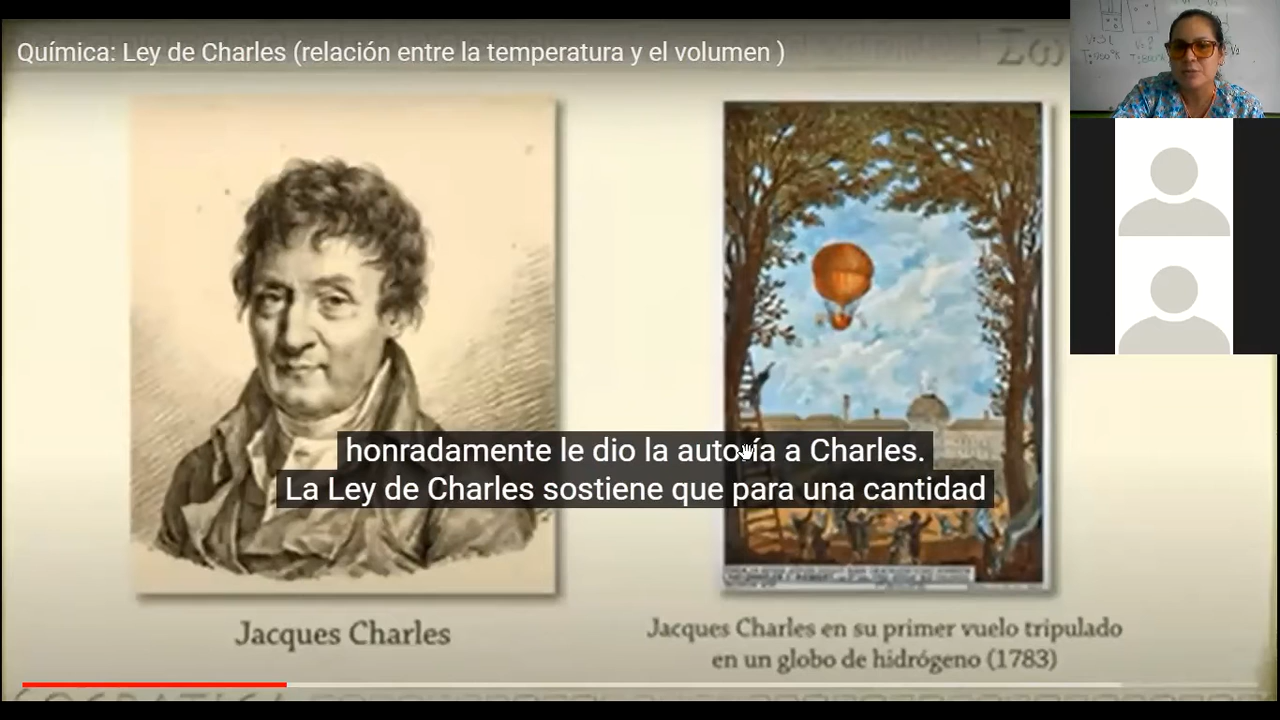 Química: Ley de Charles (relación entre la temperatura y el volumen )
honradamente le dio la autoría a Charles.
La Ley de Charles sostiene que para una cantidad
Jacques Charles
Jacques Charles en su primer vuelo tripulado
en un globo de hidrógeno (1783)